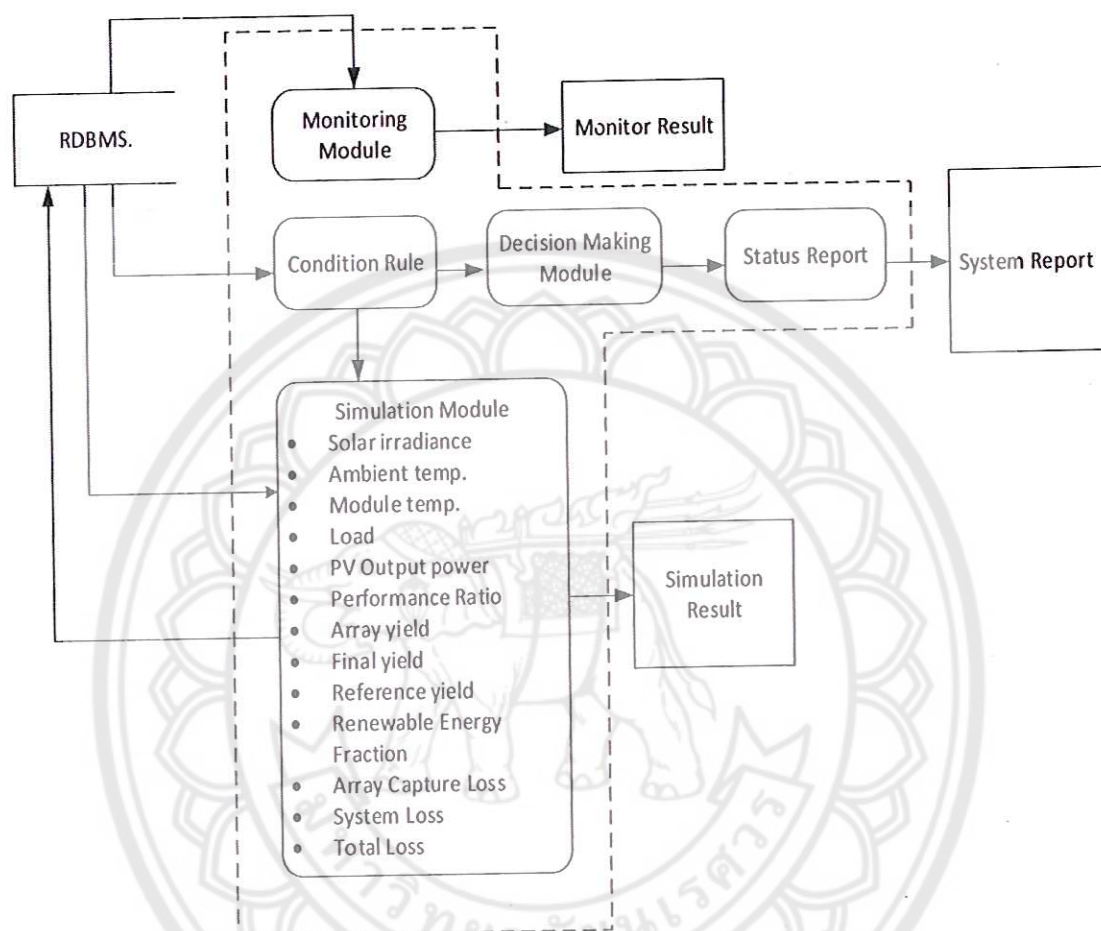 RDBMS.
Monitoring
Module
Monitor Result
Condition Rule
Decision Making
Module
Status Report
System Report
Simulation Module
• Solar irradiance
• Ambient temp.
• Module temp.
• Load
• PV Output power
• Performance Ratio
• Array yield
• Final yield
• Reference yield
• Renewable Energy
Fraction
• Array Capture Loss
• System Loss
• Total Loss
Simulation
Result